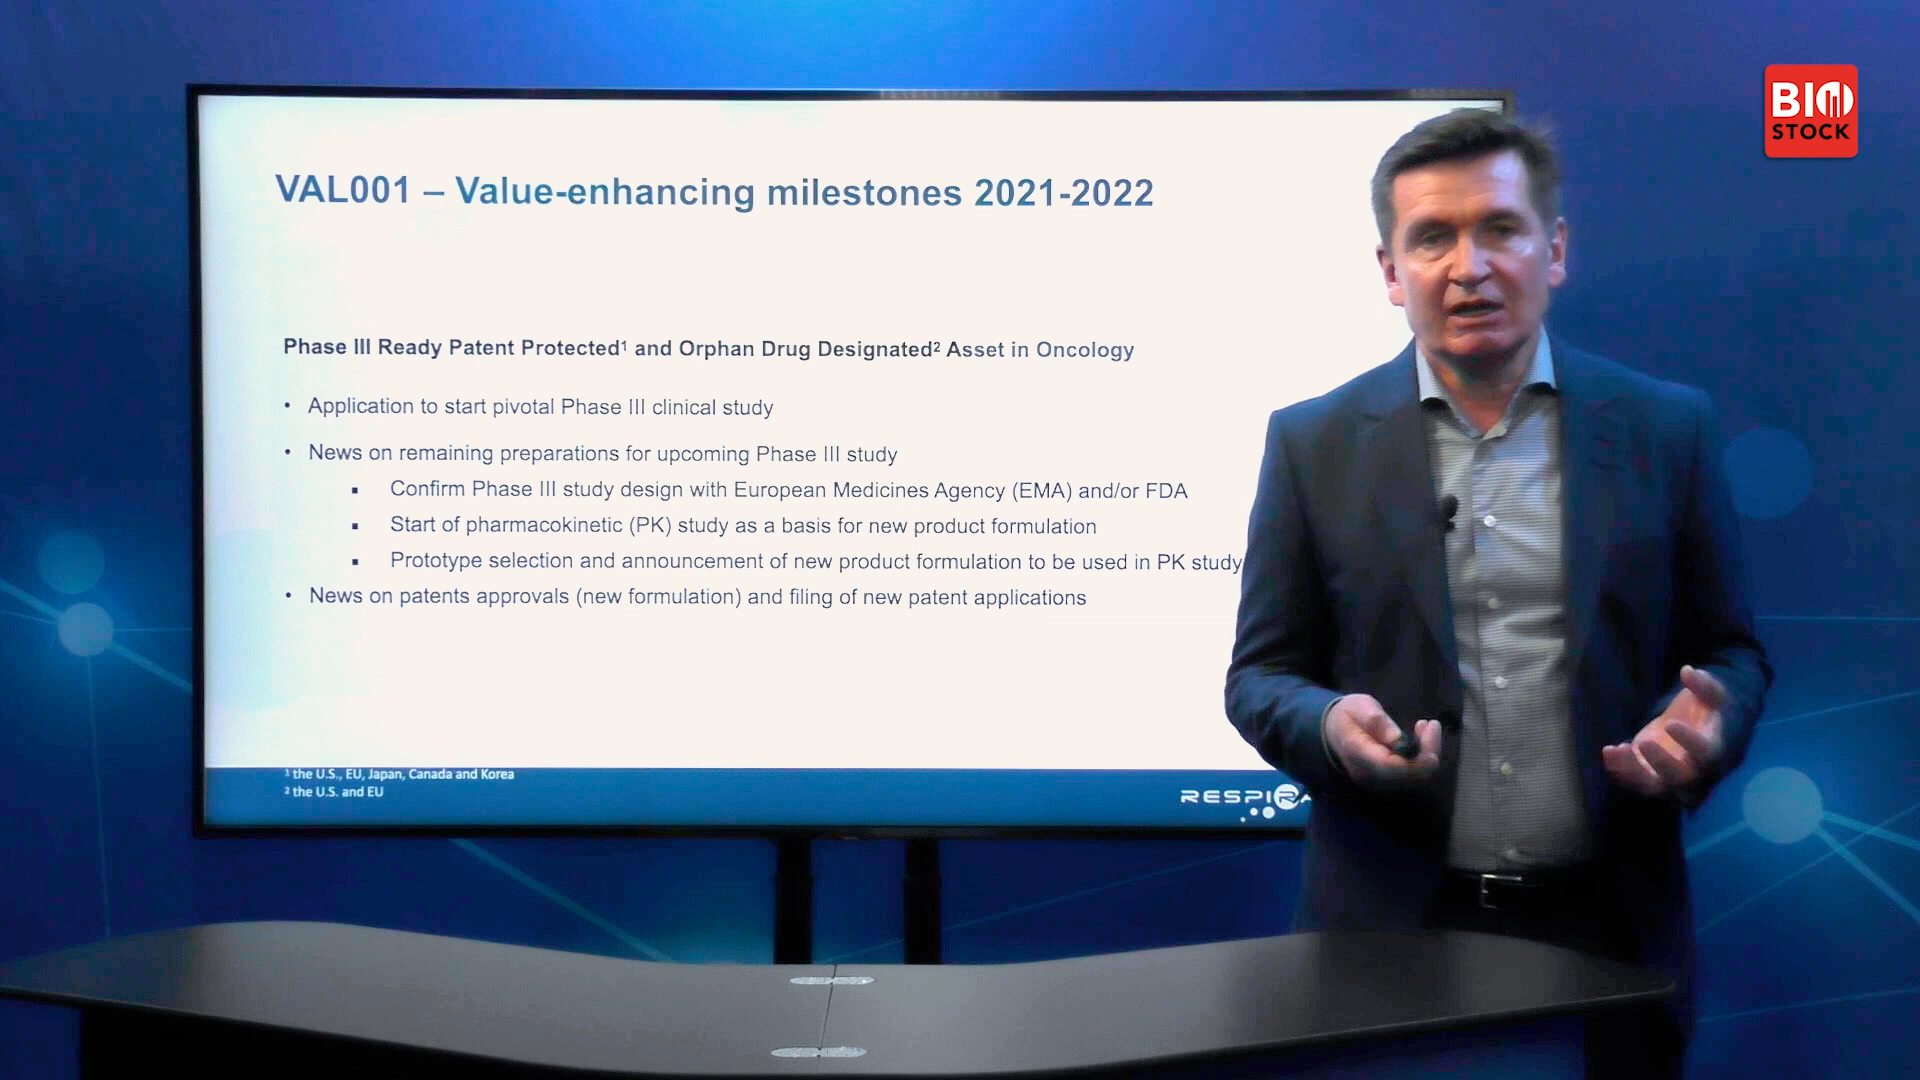 BIO
STOCK
VAL001 – Value-enhancing milestones 2021-2022
Phase III Ready Patent Protected¹ and Orphan Drug Designated² Asset in Oncology
• Application to start pivotal Phase III clinical study
• News on remaining preparations for upcoming Phase III study
▪ Confirm Phase III study design with European Medicines Agency (EMA) and/or FDA
▪ Start of pharmacokinetic (PK) study as a basis for new product formulation
▪ Prototype selection and announcement of new product formulation to be used in PK study
• News on patents approvals (new formulation) and filing of new patent applications
¹ the U.S., EU, Japan, Canada and Korea
² the U.S. and EU
RESPIRA